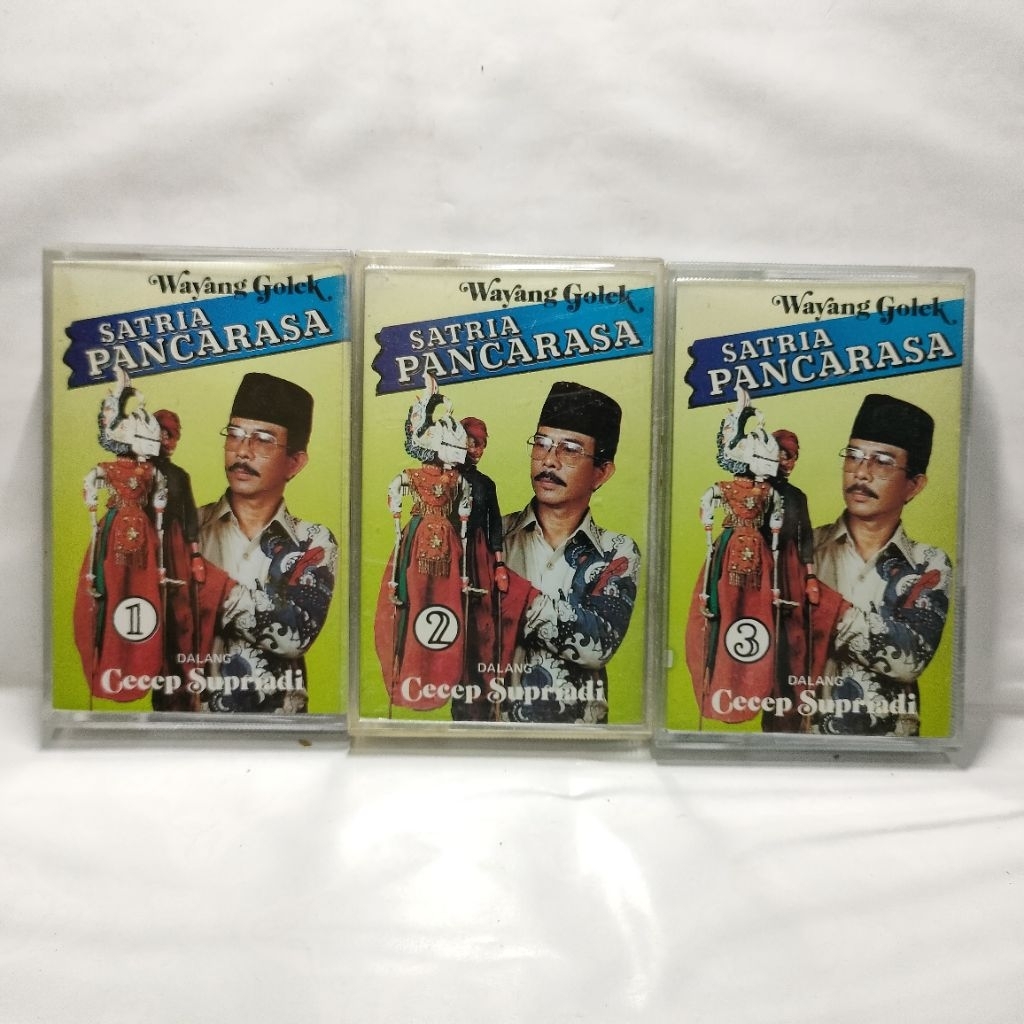 Wayang Golek
SATRIA
PANCARASA
1
DALANG
Cecep Supriadi
Wayang Golek
SATRIA
PANCARASA
2
DALANG
Cecep Supriadi
Wayang Golek
SATRIA
PANCARASA
3
DALANG
Cecep Supriadi